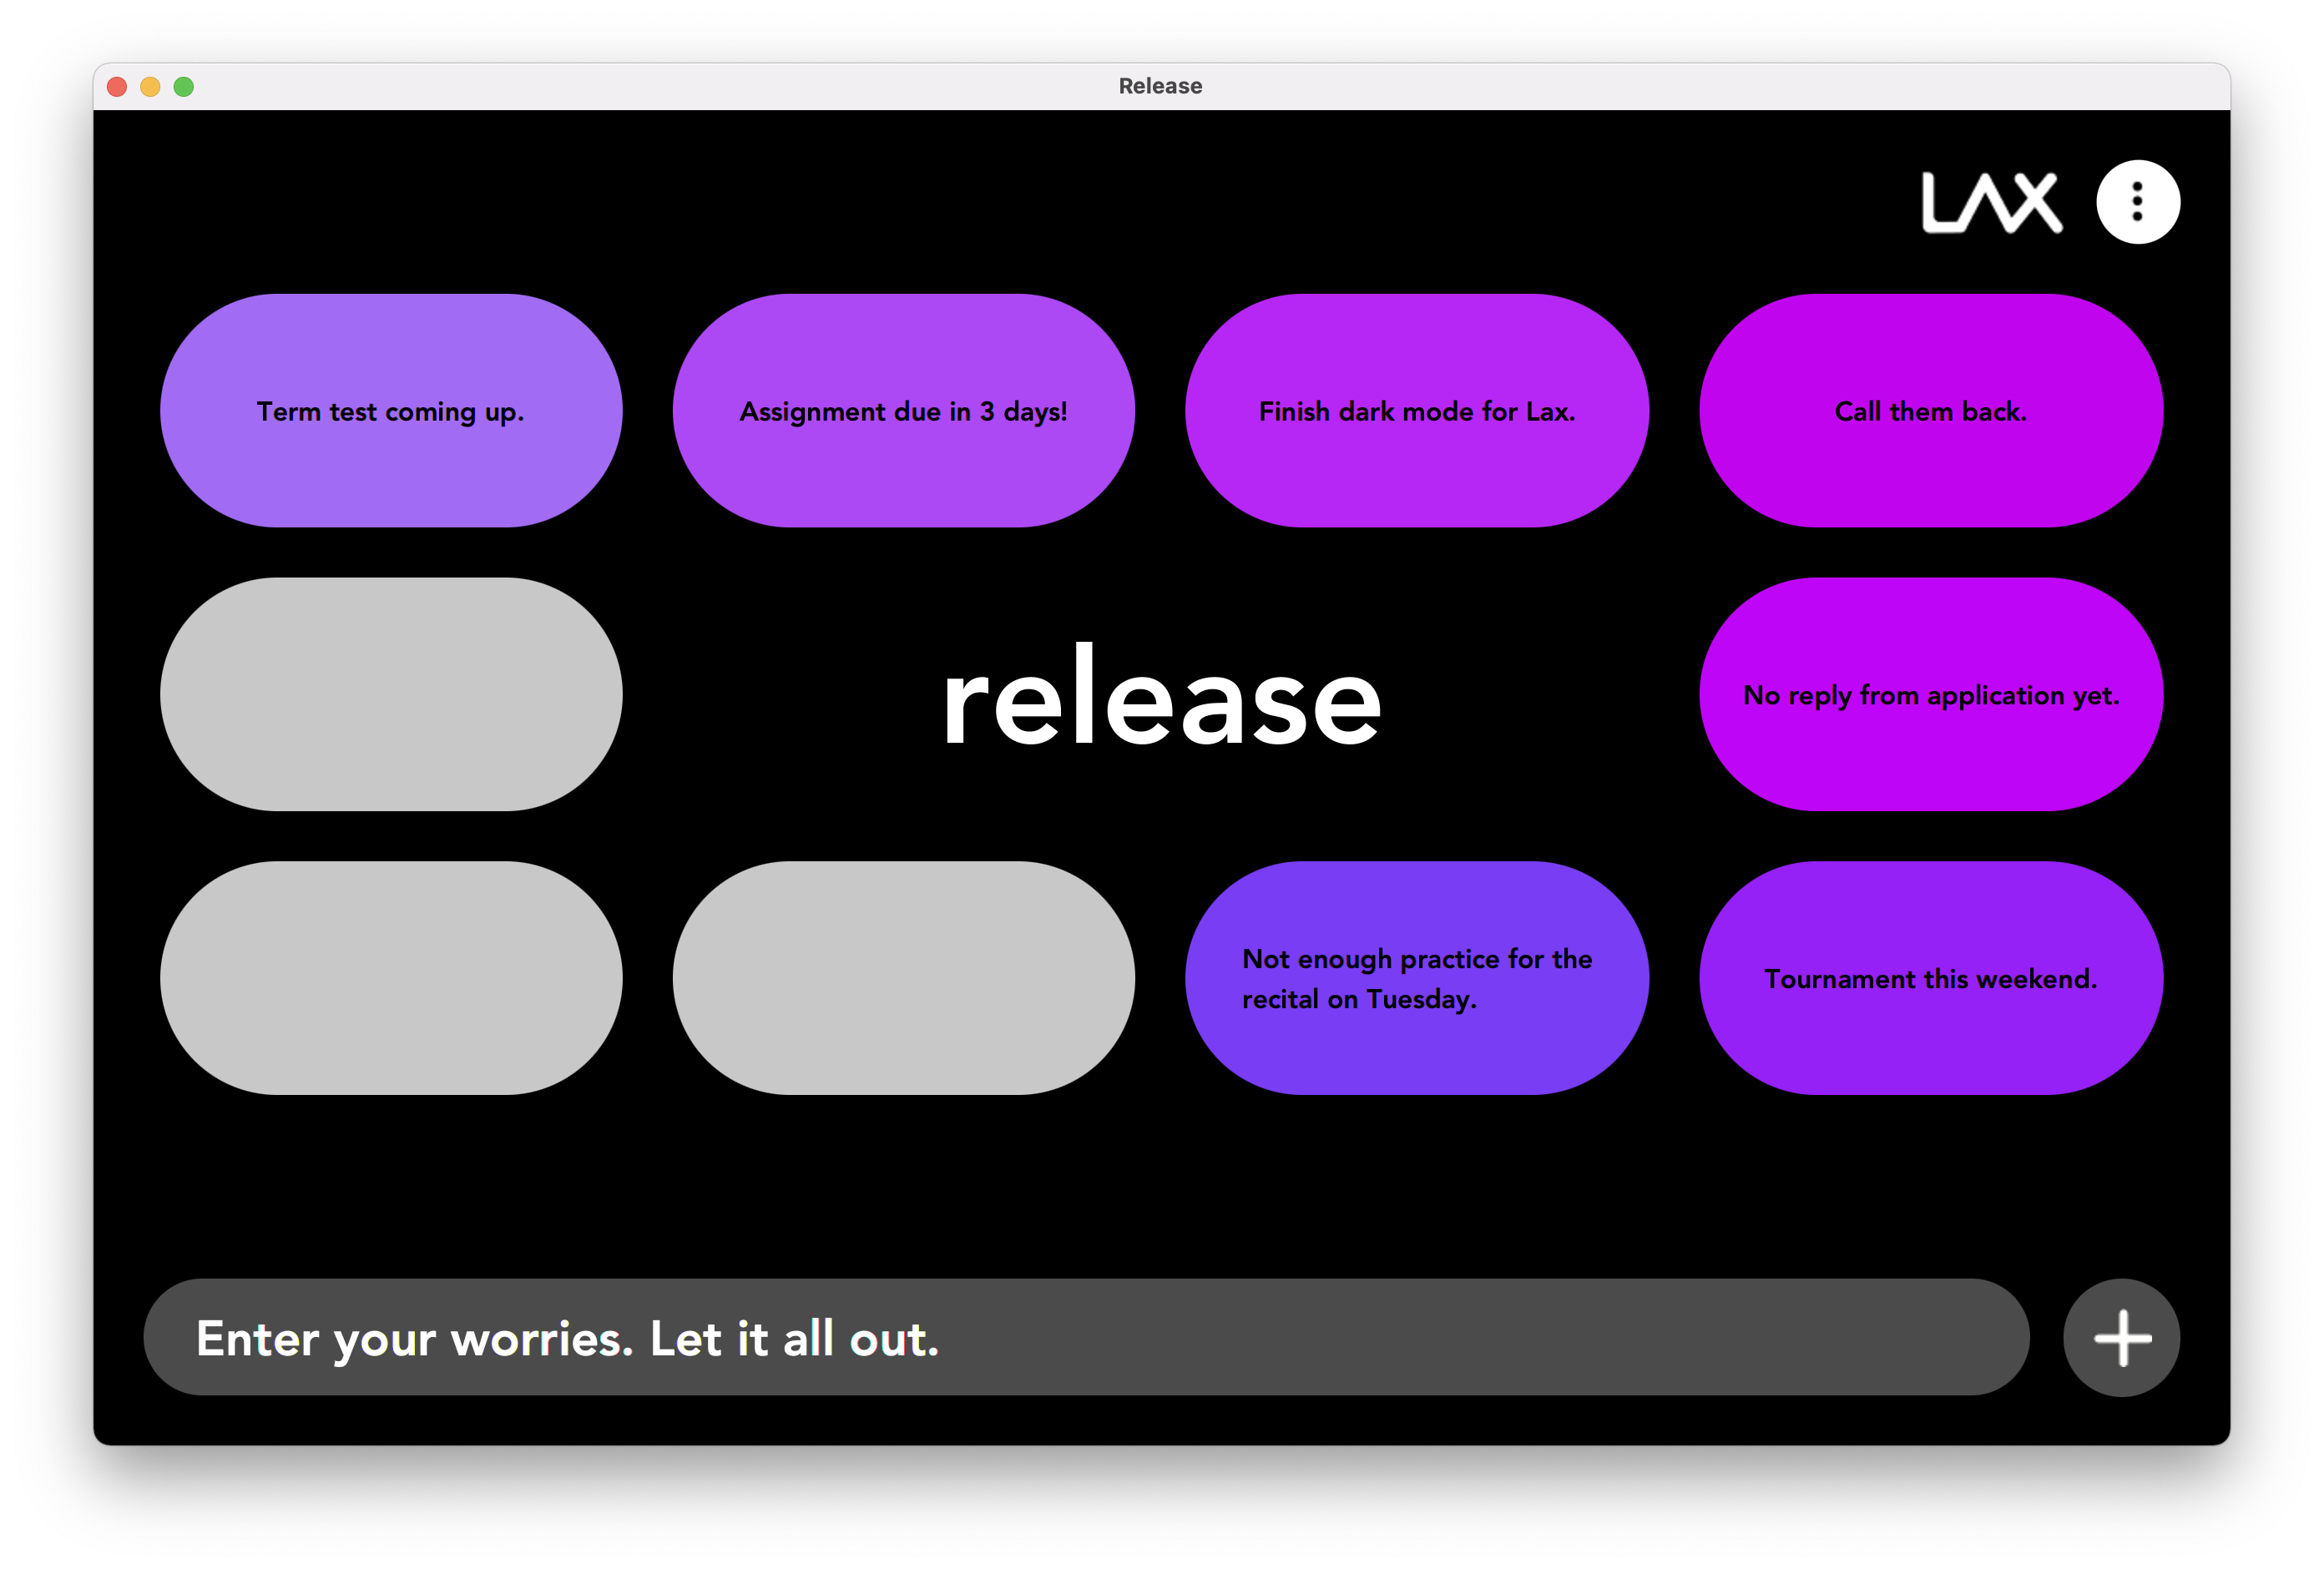 Release
LAX
Term test coming up.
Assignment due in 3 days!
Finish dark mode for Lax.
Call them back.
release
No reply from application yet.
Not enough practice for the
recital on Tuesday.
Tournament this weekend.
Enter your worries. Let it all out.